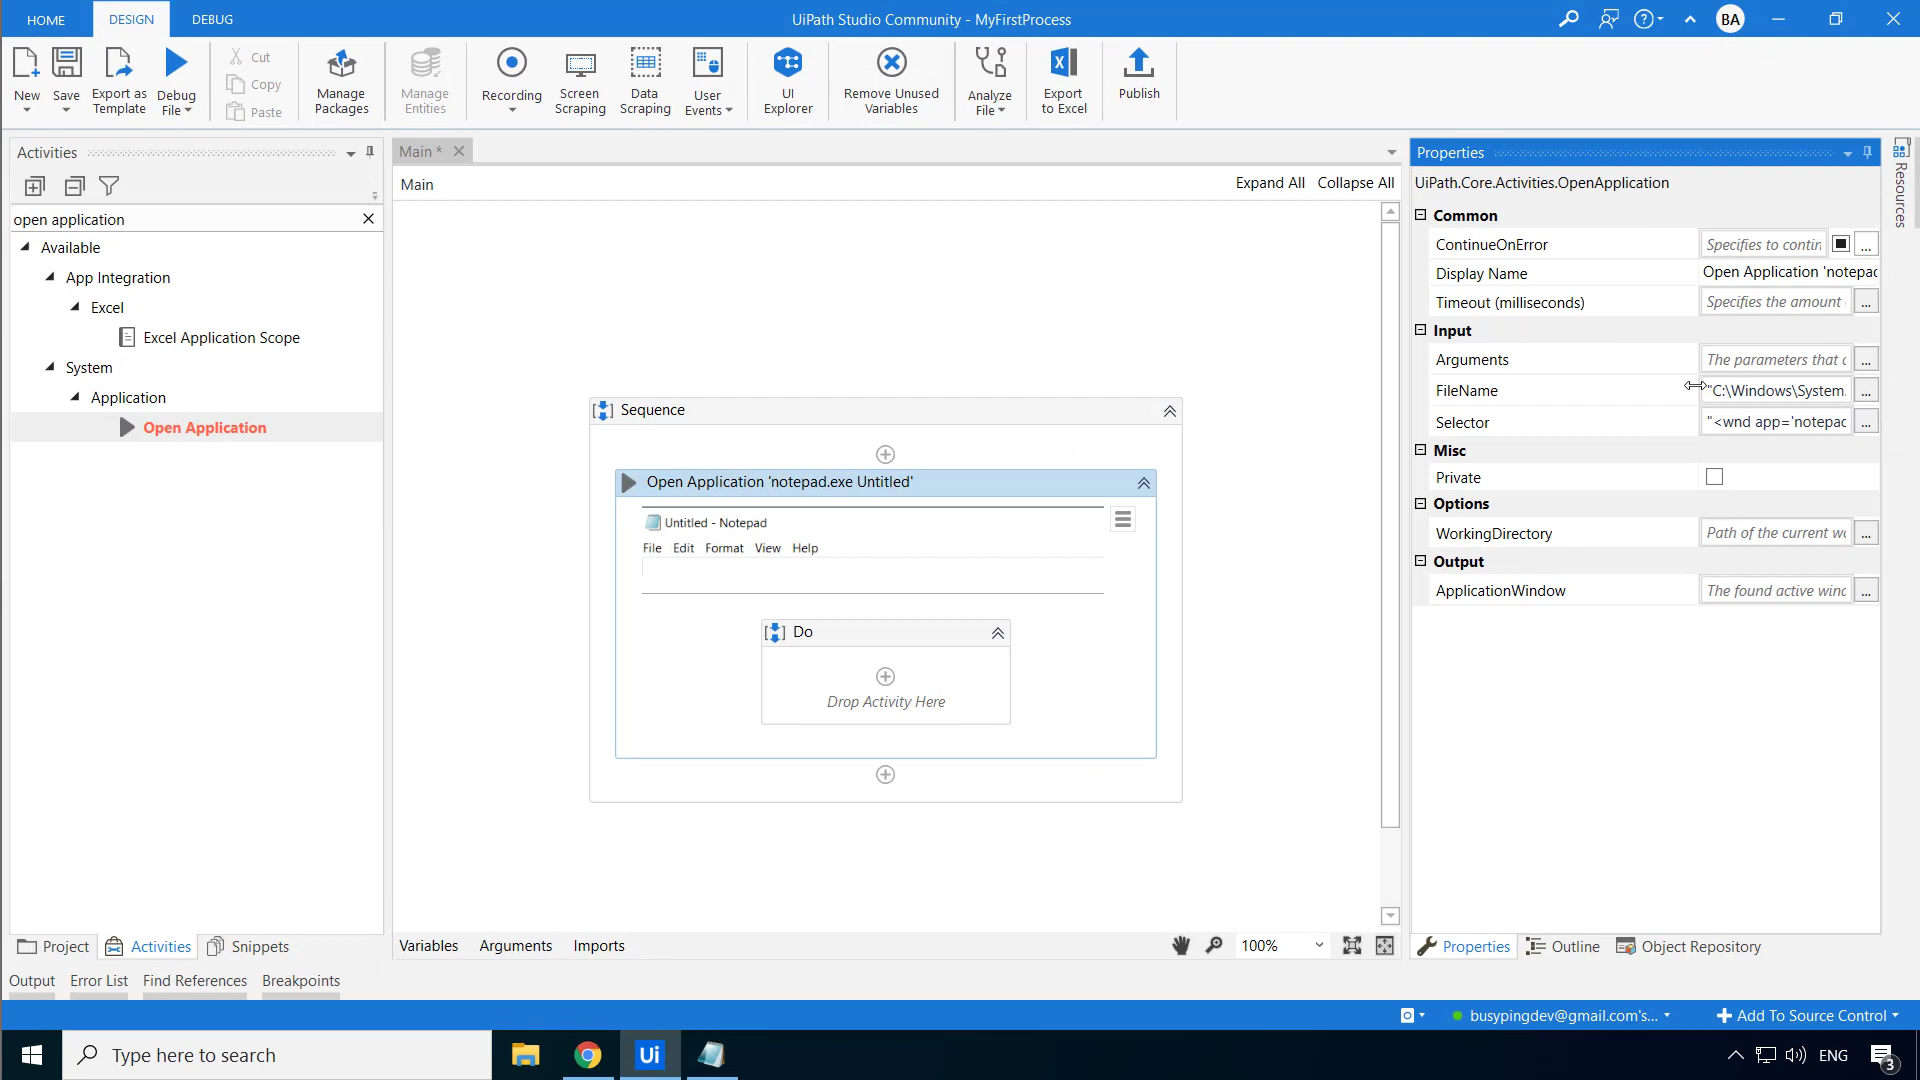 HOME DESIGN DEBUG
UiPath Studio Community - MyFirstProcess
BA
New
Save
Export as
Template
Debug
File
Cut
Copy
Paste
Manage
Packages
Manage
Entities
Recording
Screen
Scraping
Data
Scraping
User
Events
UI
Explorer
Remove Unused
Variables
Analyze
File
Export
to Excel
Publish
Activities
open application
Available
App Integration
Excel
Excel Application Scope
System
Application
Open Application
Project
Activities
Snippets
Main *
Main
Expand All Collapse All
Sequence
Open Application 'notepad.exe Untitled'
Untitled - Notepad
File Edit Format View Help
Do
Drop Activity Here
Variables Arguments Imports
100%
Properties
UiPath.Core.Activities.OpenApplication
Common
ContinueOnError Specifies to contin ...
Display Name Open Application 'notepad
Timeout (milliseconds) Specifies the amount ...
Input
Arguments The parameters that c ...
FileName "C:\Windows\System. ...
Selector "<wnd app='notepad ...
Misc
Private
Options
WorkingDirectory Path of the current wo ...
Output
ApplicationWindow The found active wind ...
Properties Outline Object Repository
Resources
Output Error List Find References Breakpoints
busypingdev@gmail.com's...
Add To Source Control
Type here to search
Ui
ENG
3